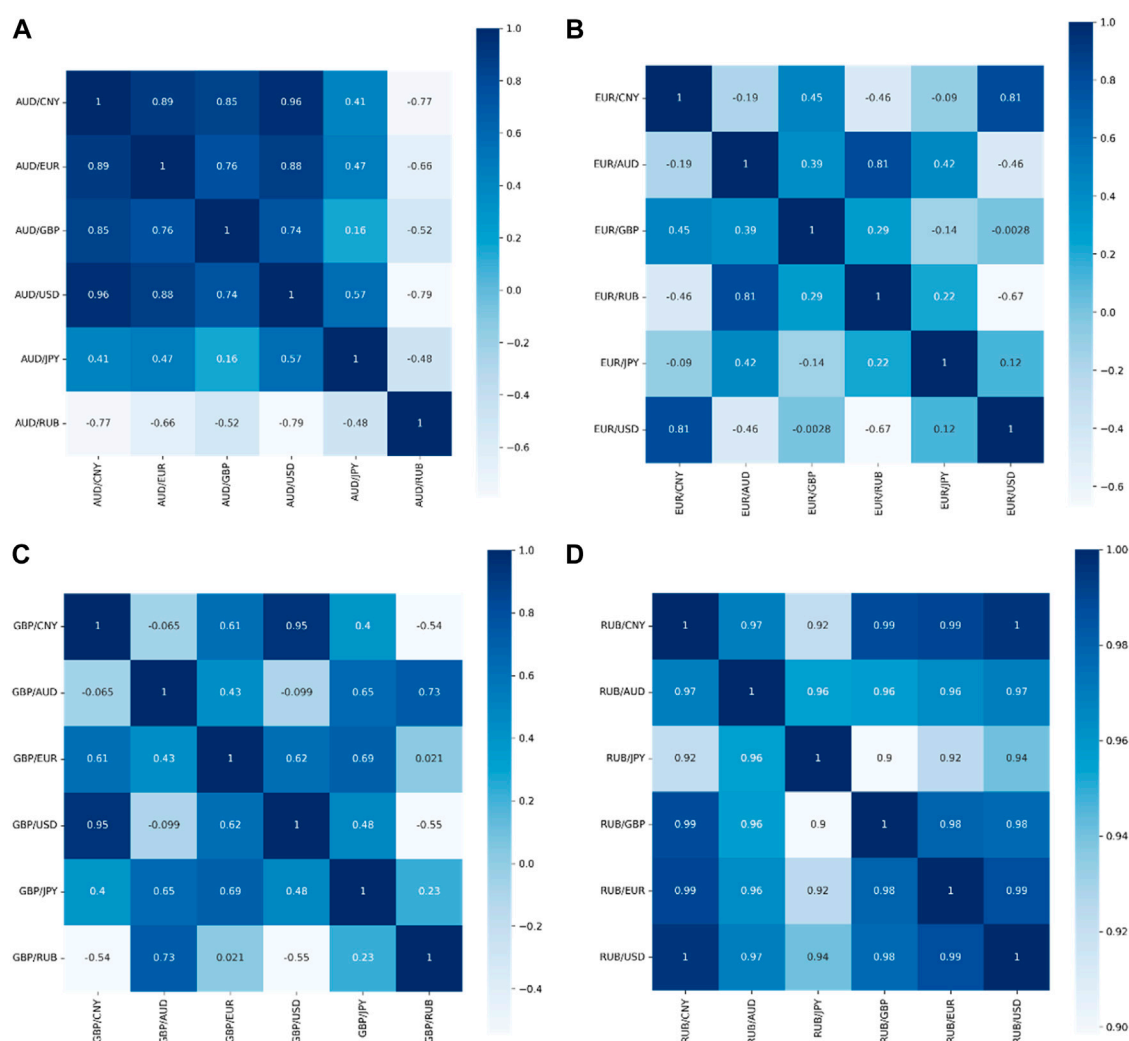 A
1.0
0.8
0.6
0.4
0.2
0.0
−0.2
−0.4
−0.6
AUD/CNY 1 0.89 0.85 0.96 0.41 -0.77
AUD/EUR 0.89 1 0.76 0.88 0.47 -0.66
AUD/GBP 0.85 0.76 1 0.74 0.16 -0.52
AUD/USD 0.96 0.88 0.74 1 0.57 -0.79
AUD/JPY 0.41 0.47 0.16 0.57 1 -0.48
AUD/RUB -0.77 -0.66 -0.52 -0.79 -0.48 1
AUD/CNY AUD/EUR AUD/GBP AUD/USD AUD/JPY AUD/RUB
B
1.0
0.8
0.6
0.4
0.2
0.0
−0.2
−0.4
−0.6
EUR/CNY 1 -0.19 0.45 -0.46 -0.09 0.81
EUR/AUD -0.19 1 0.39 0.81 0.42 -0.46
EUR/GBP 0.45 0.39 1 0.29 -0.14 -0.0028
EUR/RUB -0.46 0.81 0.29 1 0.22 -0.67
EUR/JPY -0.09 0.42 -0.14 0.22 1 0.12
EUR/USD 0.81 -0.46 -0.0028 -0.67 0.12 1
EUR/CNY EUR/AUD EUR/GBP EUR/RUB EUR/JPY EUR/USD
C
1.0
0.8
0.6
0.4
0.2
0.0
−0.2
−0.4
GBP/CNY 1 -0.065 0.61 0.95 0.4 -0.54
GBP/AUD -0.065 1 0.43 -0.099 0.65 0.73
GBP/EUR 0.61 0.43 1 0.62 0.69 0.021
GBP/USD 0.95 -0.099 0.62 1 0.48 -0.55
GBP/JPY 0.4 0.65 0.69 0.48 1 0.23
GBP/RUB -0.54 0.73 0.021 -0.55 0.23 1
GBP/CNY GBP/AUD GBP/EUR GBP/USD GBP/JPY GBP/RUB
D
1.00
0.98
0.96
0.94
0.92
0.90
RUB/CNY 1 0.97 0.92 0.99 0.99 1
RUB/AUD 0.97 1 0.96 0.96 0.96 0.97
RUB/JPY 0.92 0.96 1 0.9 0.92 0.94
RUB/GBP 0.99 0.96 0.9 1 0.98 0.98
RUB/EUR 0.99 0.96 0.92 0.98 1 0.99
RUB/USD 1 0.97 0.94 0.98 0.99 1
RUB/CNY RUB/AUD RUB/JPY RUB/GBP RUB/EUR RUB/USD